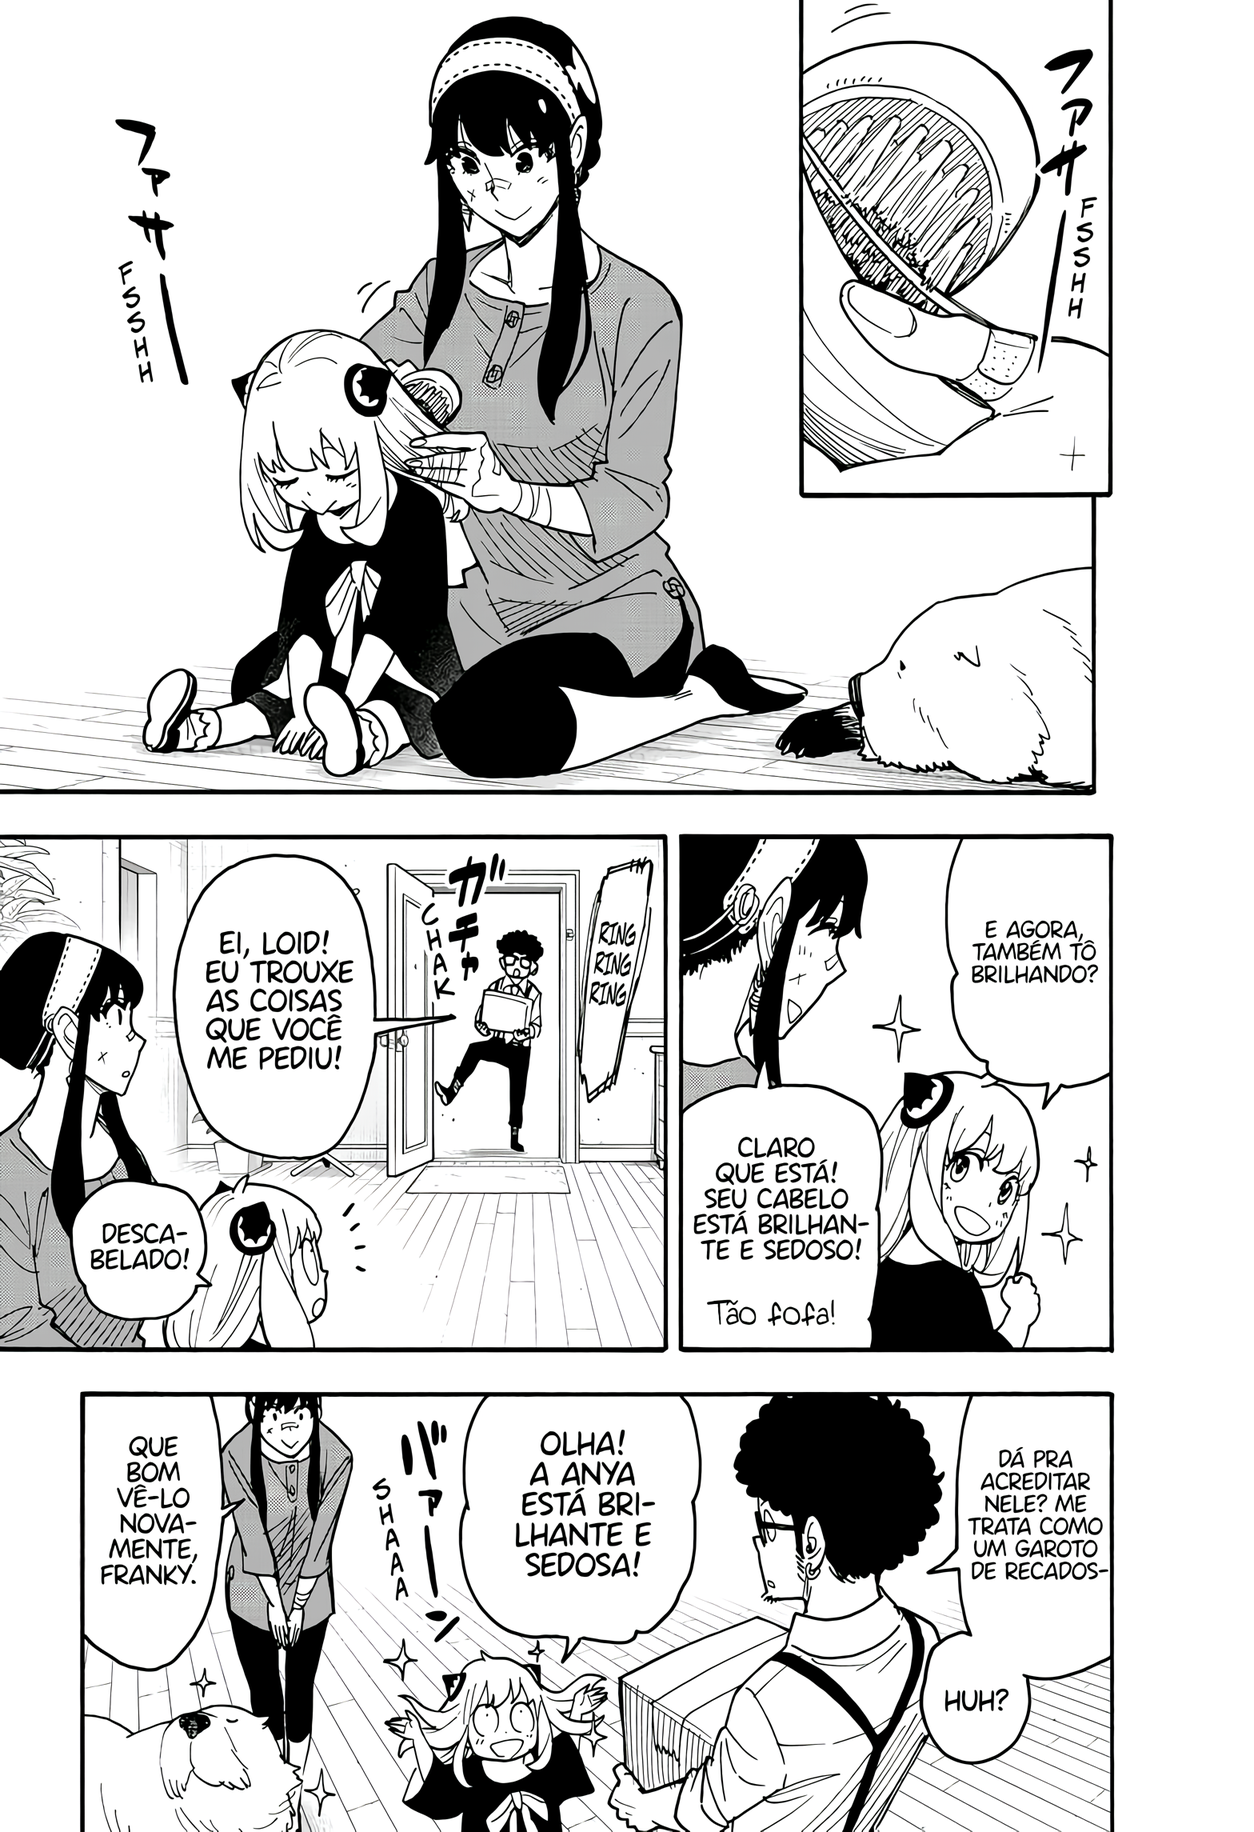 ファサー
FSSHH
ファサー
FSSHH
E AGORA,
TAMBÉM TÔ
BRILHANDO?
CLARO
QUE ESTÁ!
SEU CABELO
ESTÁ BRILHAN-
TE E SEDOSO!
Tão fofa!
RING
RING
RING
ガチャ
CHAK
EI, LOID!
EU TROUXE
AS COISAS
QUE VOCÊ
ME PEDIU!
DESCA-
BELADO!
DÁ PRA
ACREDITAR
NELE? ME
TRATA COMO
UM GAROTO
DE RECADOS-
HUH?
OLHA!
A ANYA
ESTÁ BRI-
LHANTE E
SEDOSA!
バァーン
SHAAA
QUE
BOM
VÊ-LO
NOVA-
MENTE,
FRANKY.